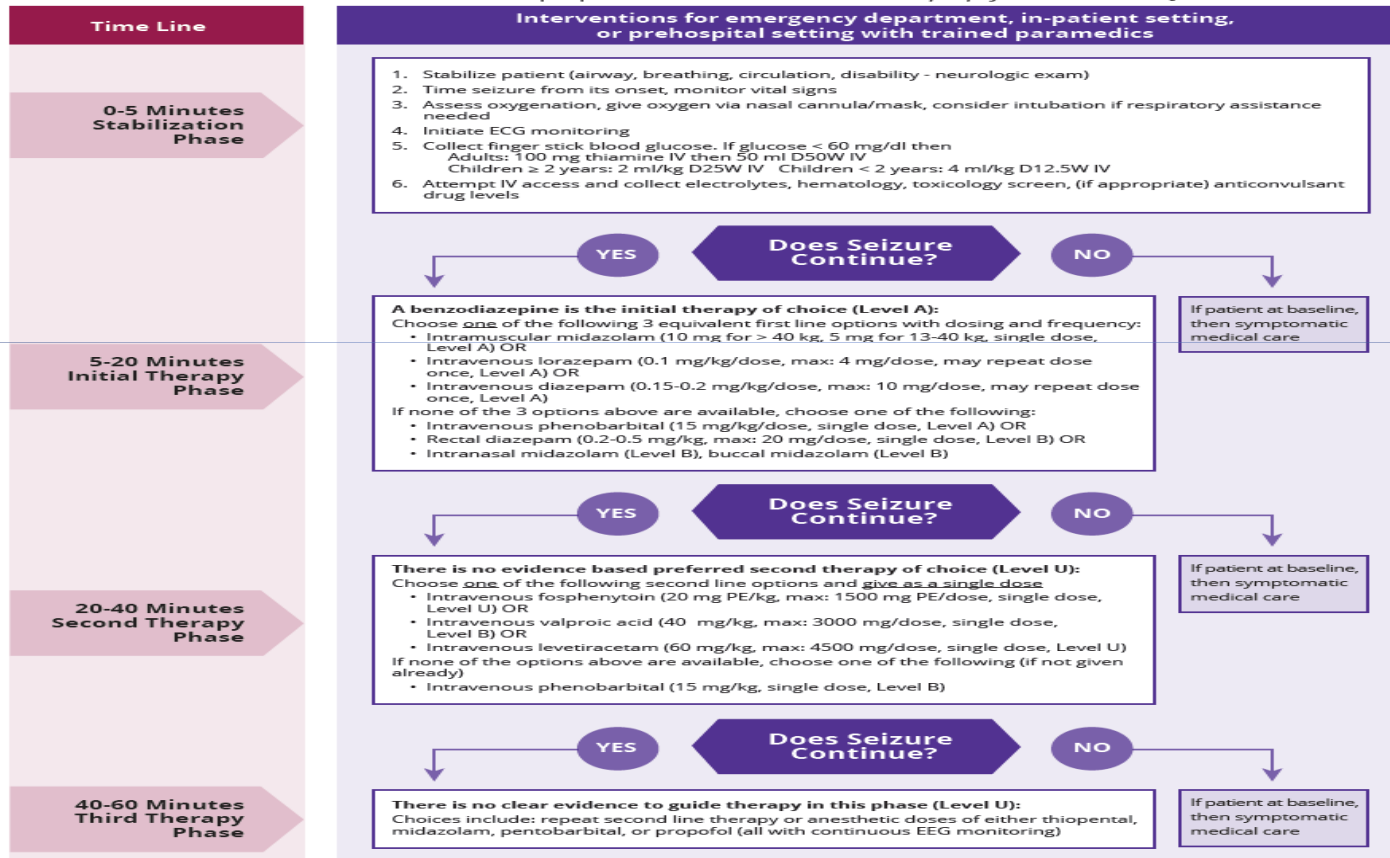 Time Line
Interventions for emergency department, in-patient setting,
or prehospital setting with trained paramedics
0-5 Minutes
Stabilization
Phase
1. Stabilize patient (airway, breathing, circulation, disability - neurologic exam)
2. Time seizure from its onset, monitor vital signs
3. Assess oxygenation, give oxygen via nasal cannula/mask, consider intubation if respiratory assistance
needed
4. Initiate ECG monitoring
5. Collect finger stick blood glucose. If glucose < 60 mg/dl then
Adults: 100 mg thiamine IV then 50 ml D50W IV
Children ≥ 2 years: 2 ml/kg D25W IV Children < 2 years: 4 ml/kg D12.5W IV
6. Attempt IV access and collect electrolytes, hematology, toxicology screen, (if appropriate) anticonvulsant
drug levels
YES
Does Seizure
Continue?
NO
5-20 Minutes
Initial Therapy
Phase
A benzodiazepine is the initial therapy of choice (Level A):
Choose one of the following 3 equivalent first line options with dosing and frequency:
• Intramuscular midazolam (10 mg for > 40 kg, 5 mg for 13-40 kg, single dose,
Level A) OR
• Intravenous lorazepam (0.1 mg/kg/dose, max: 4 mg/dose, may repeat dose
once, Level A) OR
• Intravenous diazepam (0.15-0.2 mg/kg/dose, max: 10 mg/dose, may repeat dose
once, Level A)
If none of the 3 options above are available, choose one of the following:
• Intravenous phenobarbital (15 mg/kg/dose, single dose, Level A) OR
• Rectal diazepam (0.2-0.5 mg/kg, max: 20 mg/dose, single dose, Level B) OR
• Intranasal midazolam (Level B), buccal midazolam (Level B)
If patient at baseline,
then symptomatic
medical care
YES
Does Seizure
Continue?
NO
20-40 Minutes
Second Therapy
Phase
There is no evidence based preferred second therapy of choice (Level U):
Choose one of the following second line options and give as a single dose
• Intravenous fosphenytoin (20 mg PE/kg, max: 1500 mg PE/dose, single dose,
Level U) OR
• Intravenous valproic acid (40 mg/kg, max: 3000 mg/dose, single dose,
Level B) OR
• Intravenous levetiracetam (60 mg/kg, max: 4500 mg/dose, single dose, Level U)
If none of the options above are available, choose one of the following (if not given
already)
• Intravenous phenobarbital (15 mg/kg, single dose, Level B)
If patient at baseline,
then symptomatic
medical care
YES
Does Seizure
Continue?
NO
40-60 Minutes
Third Therapy
Phase
There is no clear evidence to guide therapy in this phase (Level U):
Choices include: repeat second line therapy or anesthetic doses of either thiopental,
midazolam, pentobarbital, or propofol (all with continuous EEG monitoring)
If patient at baseline,
then symptomatic
medical care